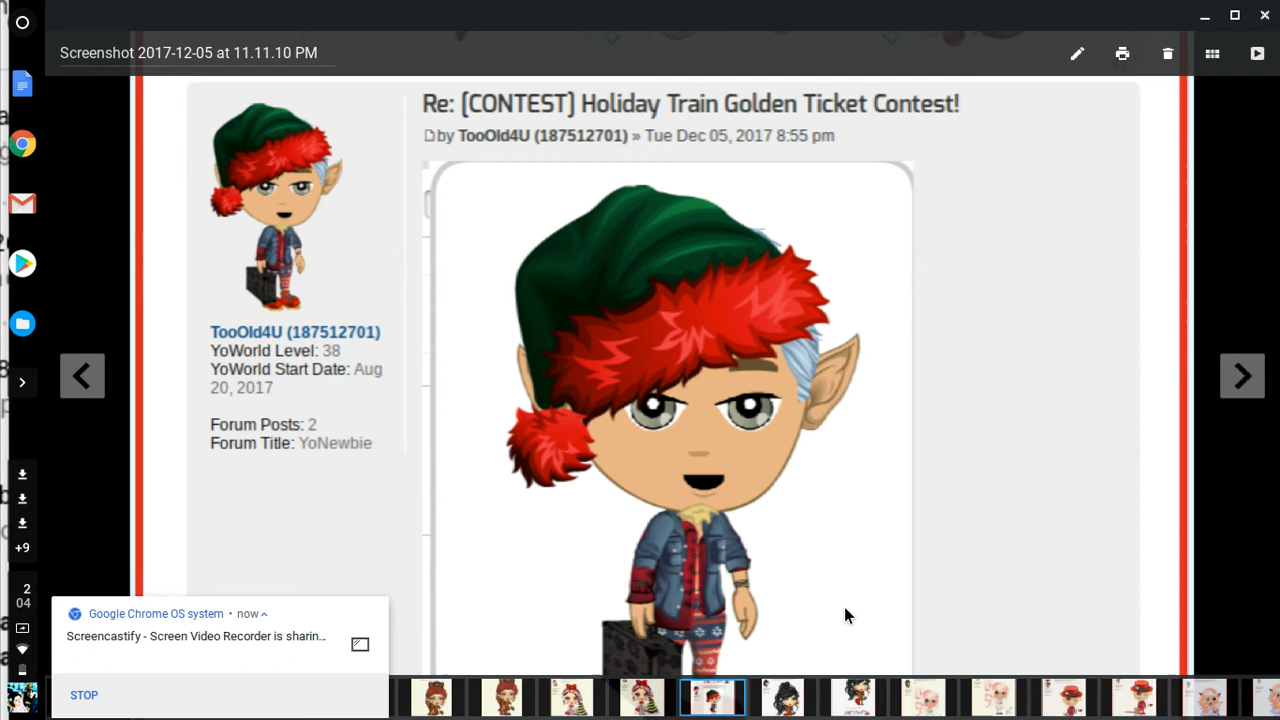 Screenshot 2017-12-05 at 11.11.10 PM
Re: [CONTEST] Holiday Train Golden Ticket Contest!
by TooOld4U (187512701) » Tue Dec 05, 2017 8:55 pm
TooOld4U (187512701)
YoWorld Level: 38
YoWorld Start Date: Aug
20, 2017
Forum Posts: 2
Forum Title: YoNewbie
+9
2
04
Google Chrome OS system • now
Screencastify - Screen Video Recorder is sharin...
STOP